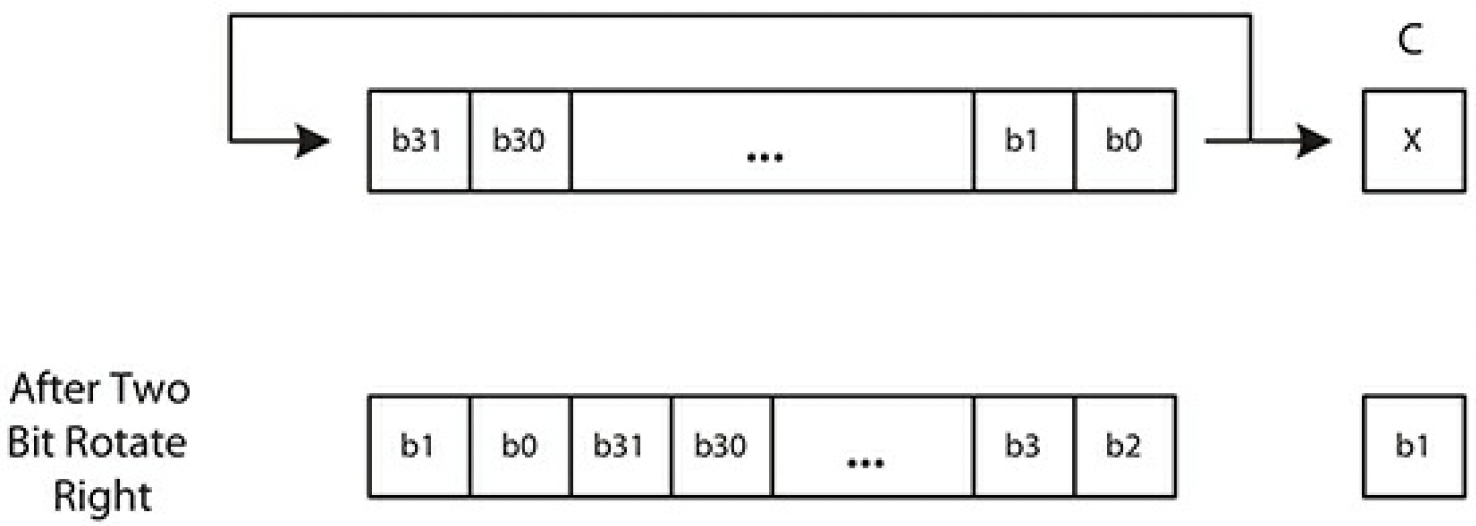 C
b31 b30 ... b1 b0 X
After Two
Bit Rotate
Right
b1 b0 b31 b30 ... b3 b2 b1